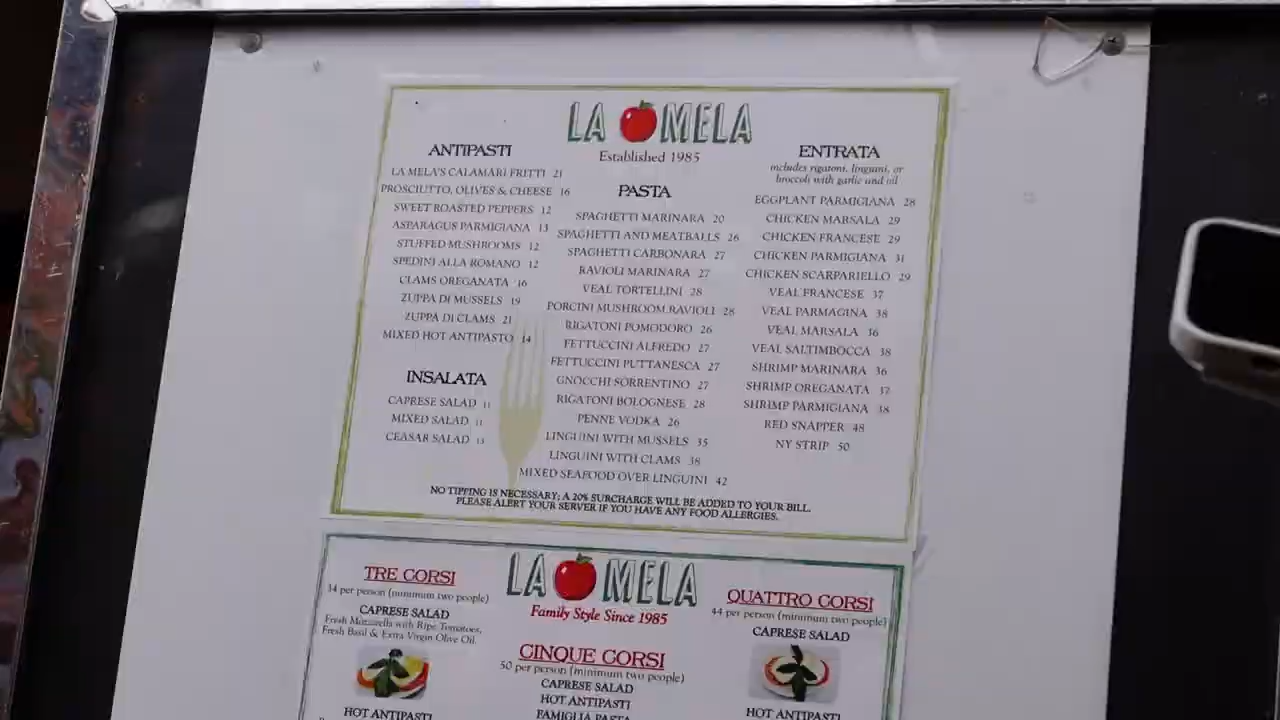 LA MELA
Established 1985
ANTIPASTI
LA MELA'S CALAMARI FRITTI 21
PROSCIUTTO, OLIVES & CHEESE 16
SWEET ROASTED PEPPERS 12
ASPARAGUS PARMIGIANA 13
STUFFED MUSHROOMS 12
SPEDINI ALLA ROMANO 12
CLAMS OREGANATA 16
ZUPPA DI MUSSELS 19
ZUPPA DI CLAMS 21
MIXED HOT ANTIPASTO 14
INSALATA
CAPRESE SALAD 11
MIXED SALAD 11
CEASAR SALAD 13
PASTA
SPAGHETTI MARINARA 20
SPAGHETTI AND MEATBALLS 26
SPAGHETTI CARBONARA 27
RAVIOLI MARINARA 27
VEAL TORTELLINI 28
PORCINI MUSHROOM RAVIOLI 28
RIGATONI POMODORO 26
FETTUCCINI ALFREDO 27
FETTUCCINI PUTTANESCA 27
GNOCCHI SORRENTINO 27
RIGATONI BOLOGNESE 28
PENNE VODKA 26
LINGUINI WITH MUSSELS 35
LINGUINI WITH CLAMS 38
MIXED SEAFOOD OVER LINGUINI 42
ENTRATA
includes rigatoni, linguini, or
broccoli with garlic and oil
EGGPLANT PARMIGIANA 28
CHICKEN MARSALA 29
CHICKEN FRANCESE 29
CHICKEN PARMIGIANA 31
CHICKEN SCARPARIELLO 29
VEAL FRANCESE 37
VEAL PARMAGINA 38
VEAL MARSALA 36
VEAL SALTIMBOCCA 38
SHRIMP MARINARA 36
SHRIMP OREGANATA 37
SHRIMP PARMIGIANA 38
RED SNAPPER 48
NY STRIP 50
NO TIPPING IS NECESSARY; A 20% SURCHARGE WILL BE ADDED TO YOUR BILL.
PLEASE ALERT YOUR SERVER IF YOU HAVE ANY FOOD ALLERGIES.
LA MELA
Family Style Since 1985
TRE CORSI
34 per person (minimum two people)
CAPRESE SALAD
Fresh Mozzarella with Ripe Tomatoes,
Fresh Basil & Extra Virgin Olive Oil.
HOT ANTIPASTI
CINQUE CORSI
50 per person (minimum two people)
CAPRESE SALAD
HOT ANTIPASTI
FAMIGLIA PASTA
QUATTRO CORSI
44 per person (minimum two people)
CAPRESE SALAD
HOT ANTIPASTI